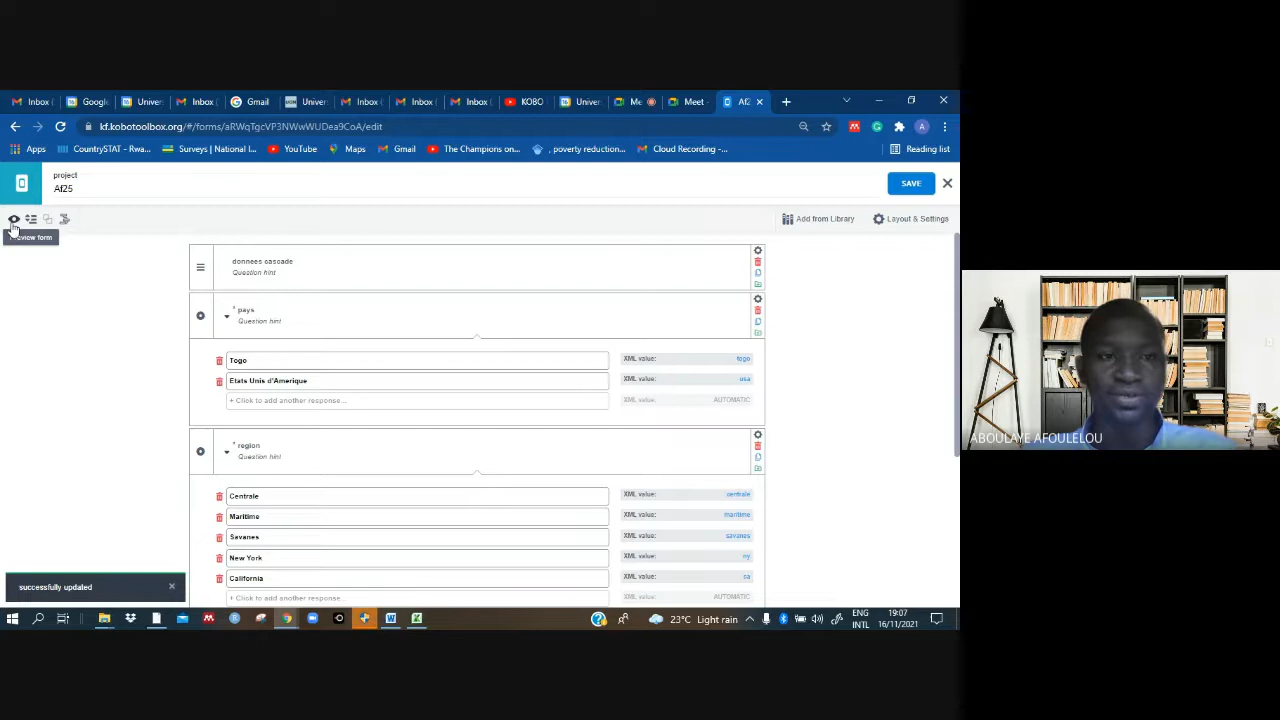 Inbox (
Google
Univer
Inbox (
Gmail
Univer
Inbox (
Inbox (
Inbox (
KOBO
Univer
Me
Meet -
Af2
kf.kobotoolbox.org/#/forms/aRWqTgcVP3NWwWUDea9CoA/edit
A
Apps
CountrySTAT - Rwa...
Surveys | National I...
YouTube
Maps
Gmail
The Champions on...
, poverty reduction...
Cloud Recording -...
Reading list
project
Af25
SAVE
Add from Library
Layout & Settings
Preview form
donnees cascade
Question hint
* pays
Question hint
Togo
XML value:
togo
Etats Unis d'Amerique
XML value:
usa
+ Click to add another response...
XML value:
AUTOMATIC
* region
Question hint
Centrale
XML value:
centrale
Maritime
XML value:
maritime
Savanes
XML value:
savanes
New York
XML value:
ny
California
XML value:
ca
+ Click to add another response...
XML value:
AUTOMATIC
successfully updated
23°C Light rain
ENG
INTL
19:07
16/11/2021
ABOULAYE AFOULELOU